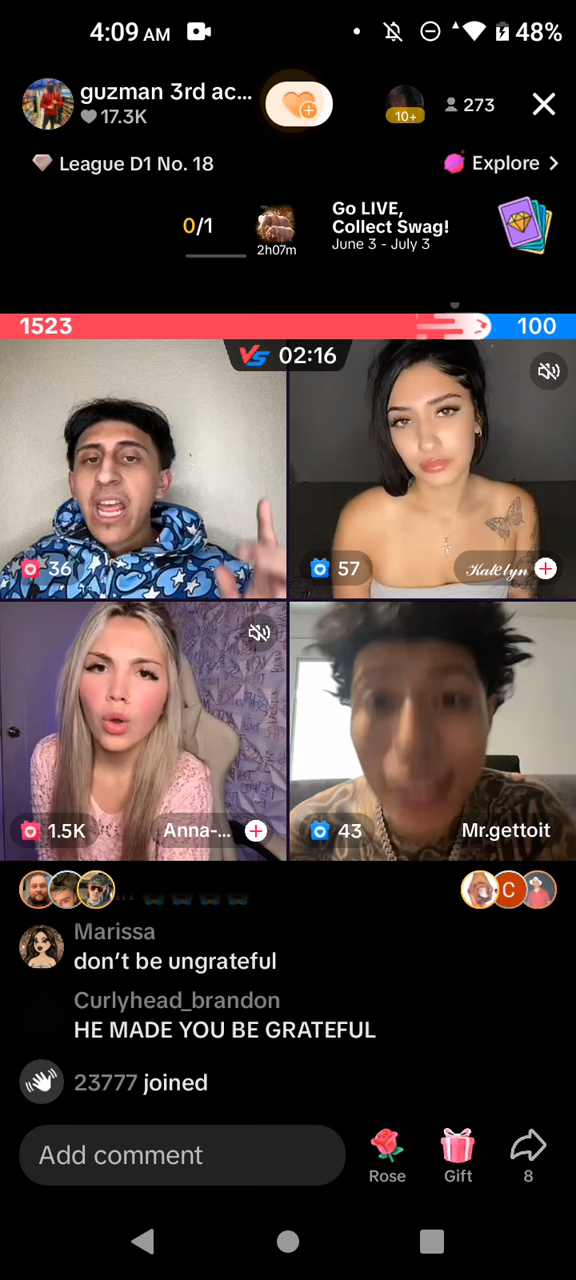 4:09 AM
48%
guzman 3rd ac...
17.3K
10+
273
League D1 No. 18
Explore >
0/1
2h07m
Go LIVE,
Collect Swag!
June 3 - July 3
1523
100
VS 02:16
36
57
Katelyn
1.5K
Anna-...
43
Mr.gettoit
C
Marissa
don't be ungrateful
Curlyhead_brandon
HE MADE YOU BE GRATEFUL
23777 joined
Add comment
Rose
Gift
8